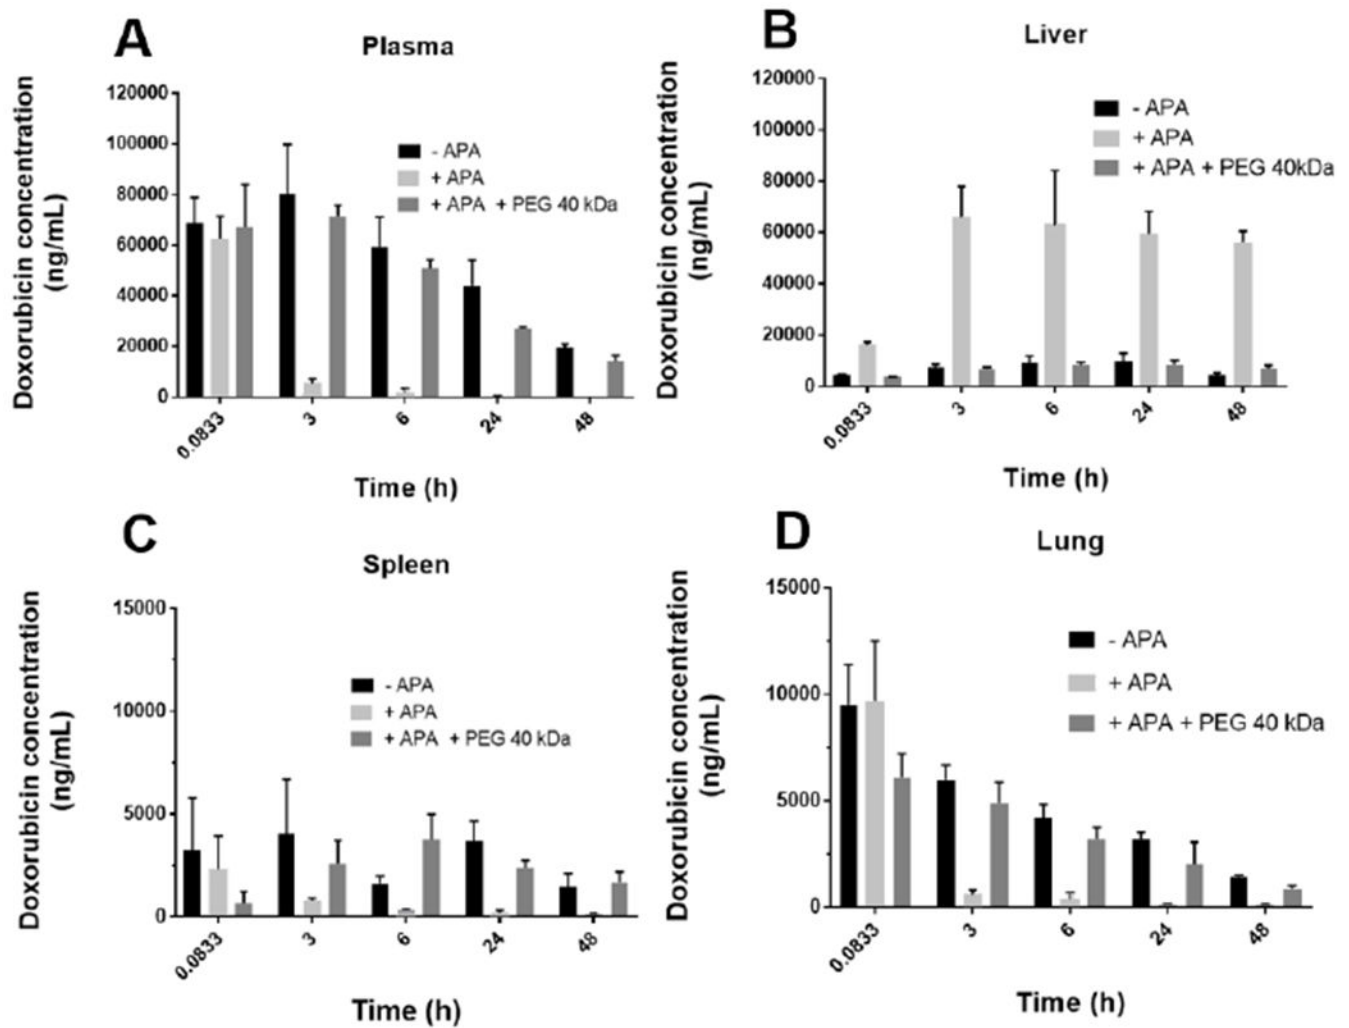 A
Plasma
Doxorubicin concentration
(ng/mL)
120000
100000
80000
60000
40000
20000
0
- APA
+ APA
+ APA + PEG 40 kDa
0.0833
3
6
24
48
Time (h)
B
Liver
Doxorubicin concentration
(ng/mL)
120000
100000
80000
60000
40000
20000
0
- APA
+ APA
+ APA + PEG 40kDa
0.0833
3
6
24
48
Time (h)
C
Spleen
Doxorubicin concentration
(ng/mL)
15000
10000
5000
0
- APA
+ APA
+ APA + PEG 40 kDa
0.0833
3
6
24
48
Time (h)
D
Lung
Doxorubicin concentration
(ng/mL)
15000
10000
5000
0
- APA
+ APA
+ APA + PEG 40 kDa
0.0833
3
6
24
48
Time (h)